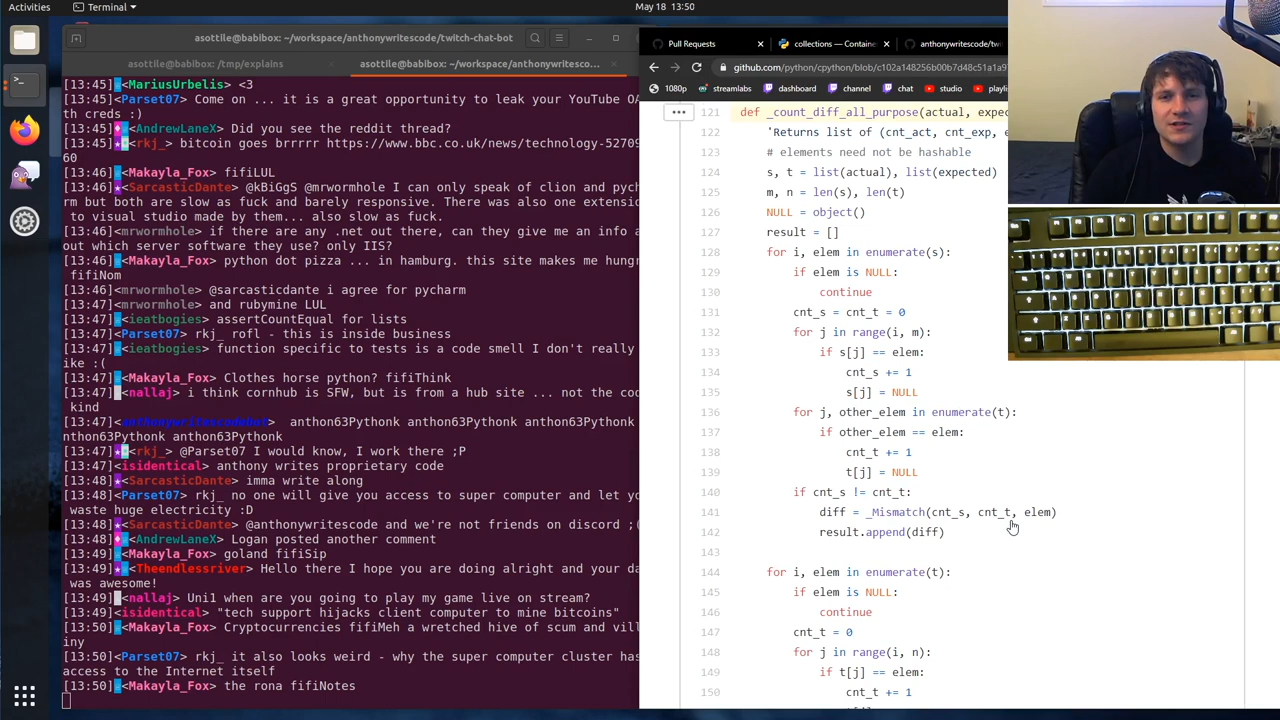 Activities
Terminal
May 18 13:50
asottile@babibox: ~/workspace/anthonywritescode/twitch-chat-bot
asottile@babibox: /tmp/explains
asottile@babibox: ~/workspace/anthonywritesco...
[13:45] <MariusUrbelis> <3
[13:45] <Parset07> Come on ... it is a great opportunity to leak your YouTube OA
th creds :)
[13:45] <AndrewLaneX> Did you see the reddit thread?
[13:45] <rkj_> bitcoin goes brrrrr https://www.bbc.co.uk/news/technology-52709
60
[13:46] <Makayla_Fox> fifiLUL
[13:46] <SarcasticDante> @rBiggS @mrwormhole I can only speak of clion and pych
rm but both are slow as fuck and barely responsive. There was also one extensio
to visual studio made by them... also slow as fuck.
[13:46] <mrwormhole> if there are any .net out there, can they give me an info a
out which server software they use? only IIS?
[13:46] <Makayla_Fox> python dot pizza ... in hamburg. this site makes me hung
fifiNom
[13:46] <mrwormhole> @sarcasticdante i agree for pycharm
[13:47] <mrwormhole> and rubymine LUL
[13:47] <ieatbogies> assertCountEqual for lists
[13:47] <Parset07> rkj_ rofl - this is inside business
[13:47] <ieatbogies> function specific to tests is a code smell I don't really
ike :(
[13:47] <Makayla_Fox> Clothes horse python? fifiThink
[13:47] <nallaj> i think cornhub is SFW, but is from a hub site ... not the co
kind
[13:47] <anthonywritescodebot> anthon63Pythonk anthon63Pythonk anthon63Pythonk
nthon63Pythonk anthon63Pythonk
[13:47] <rkj_> @Parset07 I would know, I work there ;P
[13:48] <isidentical> anthony writes proprietary code
[13:48] <SarcasticDante> imma write along
[13:48] <Parset07> rkj_ no one will give you access to super computer and let yo
waste huge electricity :D
[13:48] <SarcasticDante> @anthonywritescode and we're not friends on discord ;(
[13:49] <AndrewLaneX> Logan posted another comment
[13:49] <Makayla_Fox> goland fifiSip
[13:49] <Theendlessriver> Hello there I hope you are doing alright and your da
was awesome!
[13:49] <nallaj> Uni1 when are you going to play my game live on stream?
[13:49] <isidentical> "tech support hijacks client computer to mine bitcoins"
[13:50] <Makayla_Fox> Cryptocurrencies fifiMeh a wretched hive of scum and vill
iny
[13:50] <Parset07> rkj_ it also looks weird - why the super computer cluster has
access to the Internet itself
[13:50] <Makayla_Fox> the rona fifiNotes
Pull Requests
collections — Contain
anthonywritescode/twi
github.com/python/cpython/blob/c102a148256b00b7d48c51a1a97
1080p streamlabs dashboard channel chat studio playli
121 def _count_diff_all_purpose(actual, expec
122 'Returns list of (cnt_act, cnt_exp, e
123 # elements need not be hashable
124 s, t = list(actual), list(expected)
125 m, n = len(s), len(t)
126 NULL = object()
127 result = []
128 for i, elem in enumerate(s):
129 if elem is NULL:
130 continue
131 cnt_s = cnt_t = 0
132 for j in range(i, m):
133 if s[j] == elem:
134 cnt_s += 1
135 s[j] = NULL
136 for j, other_elem in enumerate(t):
137 if other_elem == elem:
138 cnt_t += 1
139 t[j] = NULL
140 if cnt_s != cnt_t:
141 diff = _Mismatch(cnt_s, cnt_t, elem)
142 result.append(diff)
143
144 for i, elem in enumerate(t):
145 if elem is NULL:
146 continue
147 cnt_t = 0
148 for j in range(i, n):
149 if t[j] == elem:
150 cnt_t += 1